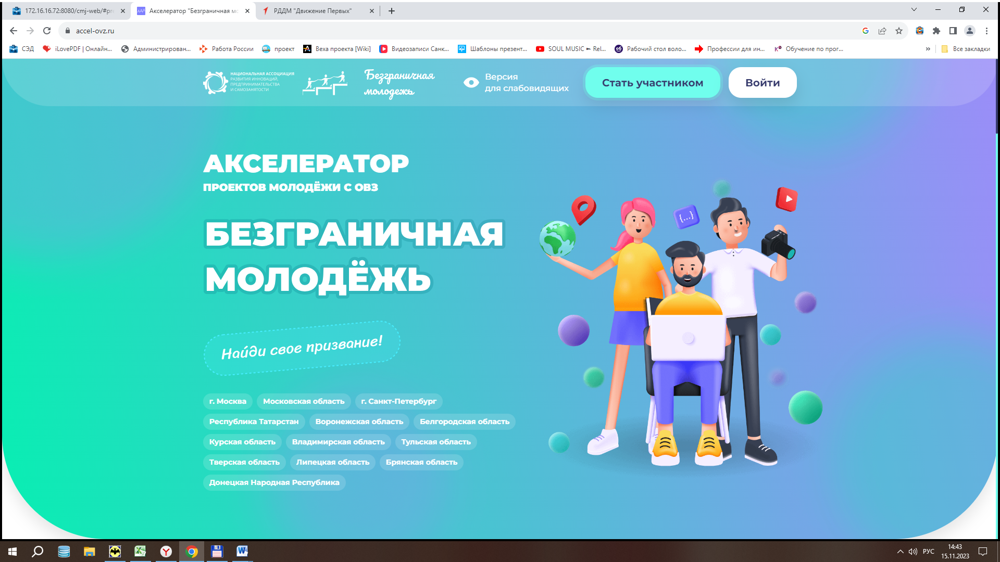 172.16.16.72:8080/cmj-web/#pre
Акселератор "Безграничная мо
РДДМ "Движение Первых"
accel-ovz.ru
СЭД
iLovePDF | Онлайн...
Администрирован...
Работа России
проект
Веха проекта [Wiki]
Видеозаписи Санк...
Шаблоны презент...
SOUL MUSIC ► Rel...
Рабочий стол воло...
Профессии для ин...
Обучение по прог...
»
Все закладки
НАЦИОНАЛЬНАЯ АССОЦИАЦИЯ
РАЗВИТИЯ ИННОВАЦИЙ,
ПРЕДПРИНИМАТЕЛЬСТВА
И САМОЗАНЯТОСТИ
Безграничная
молодежь
Версия
для слабовидящих
Стать участником
Войти
АКСЕЛЕРАТОР
ПРОЕКТОВ МОЛОДЁЖИ С ОВЗ
БЕЗГРАНИЧНАЯ
МОЛОДЁЖЬ
Найди свое призвание!
{...}
г. Москва
Московская область
г. Санкт-Петербург
Республика Татарстан
Воронежская область
Белгородская область
Курская область
Владимирская область
Тульская область
Тверская область
Липецкая область
Брянская область
Донецкая Народная Республика
РУС
14:43
15.11.2023